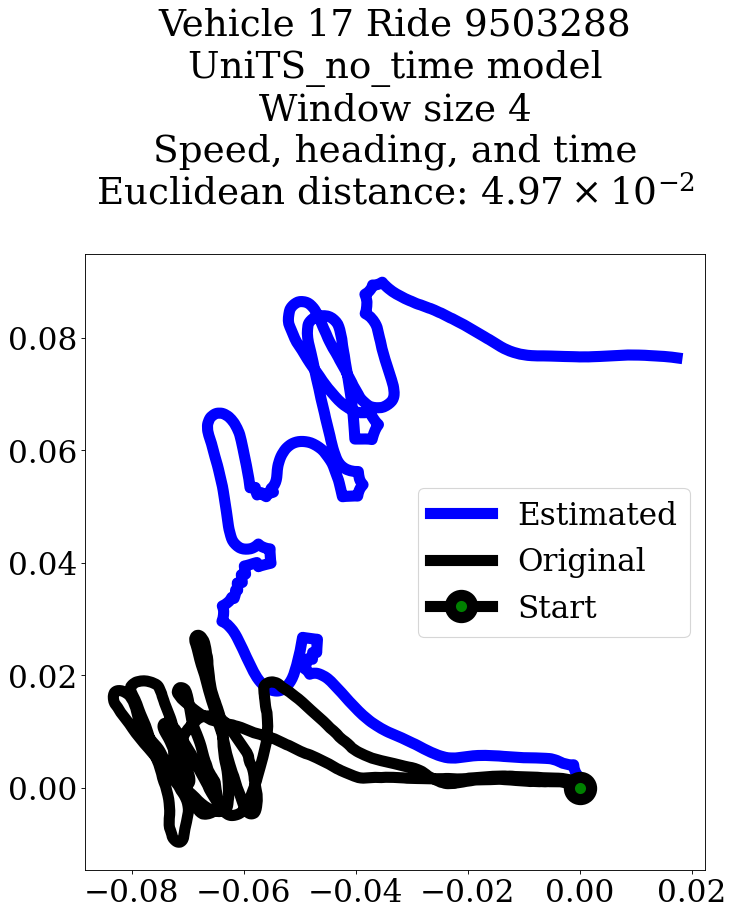 Vehicle 17 Ride 9503288
UniTS_no_time model
Window size 4
Speed, heading, and time
Euclidean distance: 4.97 × 10⁻²
0.08
0.06
0.04
0.02
0.00
Estimated
Original
Start
−0.08 −0.06 −0.04 −0.02 0.00 0.02